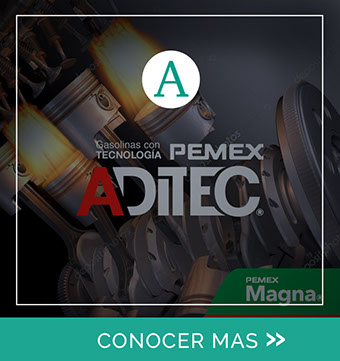 A
Gasolinas con
TECNOLOGÍA PEMEX
ADiTEC®
PEMEX
Magna®
CONOCER MAS »